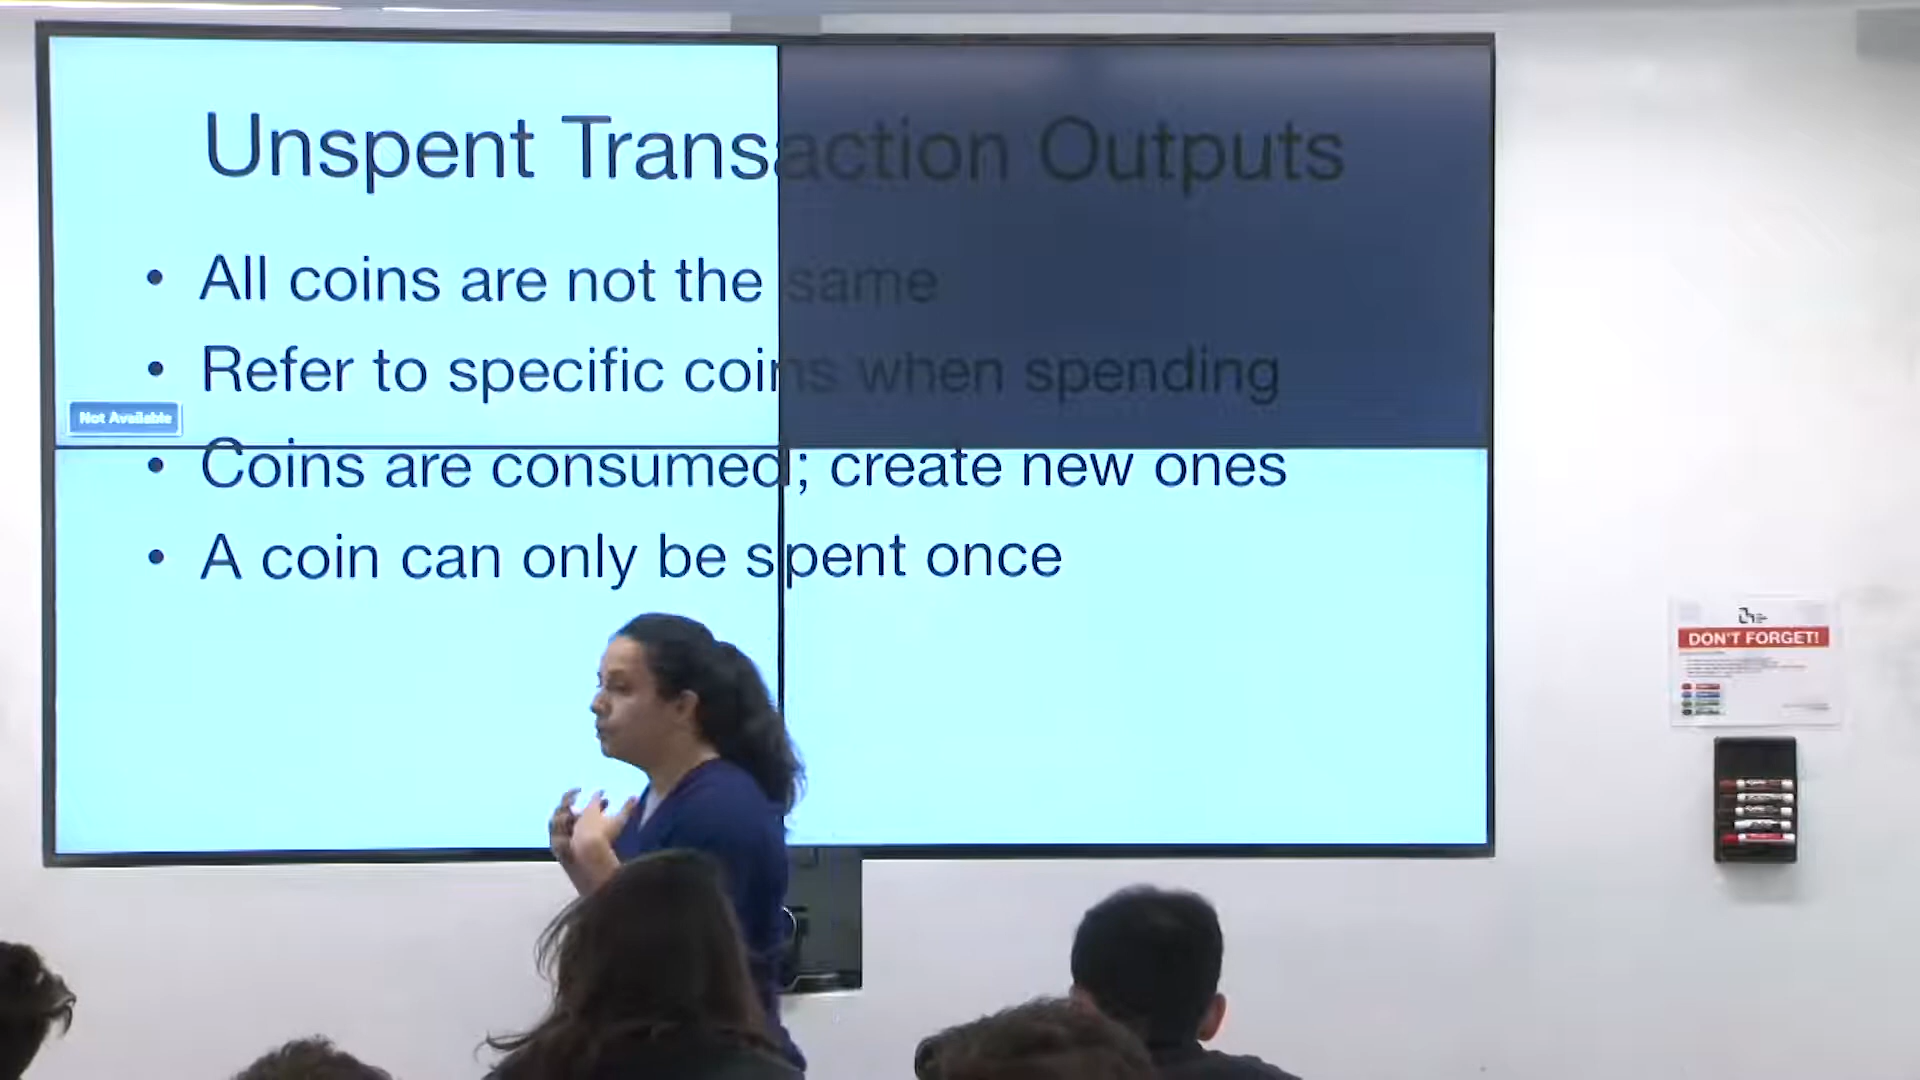 Unspent Transaction Outputs
• All coins are not the same
• Refer to specific coins when spending
Not Available
• Coins are consumed; create new ones
• A coin can only be spent once
DON'T FORGET!